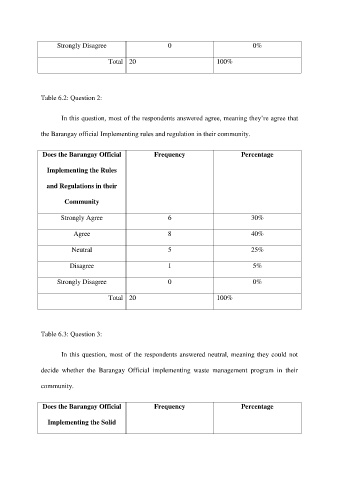 Strongly Disagree 0 0%
Total 20 100%
Table 6.2: Question 2:
In this question, most of the respondents answered agree, meaning they're agree that
the Barangay official Implementing rules and regulation in their community.
Does the Barangay Official Frequency Percentage
Implementing the Rules
and Regulations in their
Community
Strongly Agree 6 30%
Agree 8 40%
Neutral 5 25%
Disagree 1 5%
Strongly Disagree 0 0%
Total 20 100%
Table 6.3: Question 3:
In this question, most of the respondents answered neutral, meaning they could not
decide whether the Barangay Official implementing waste management program in their
community.
Does the Barangay Official Frequency Percentage
Implementing the Solid